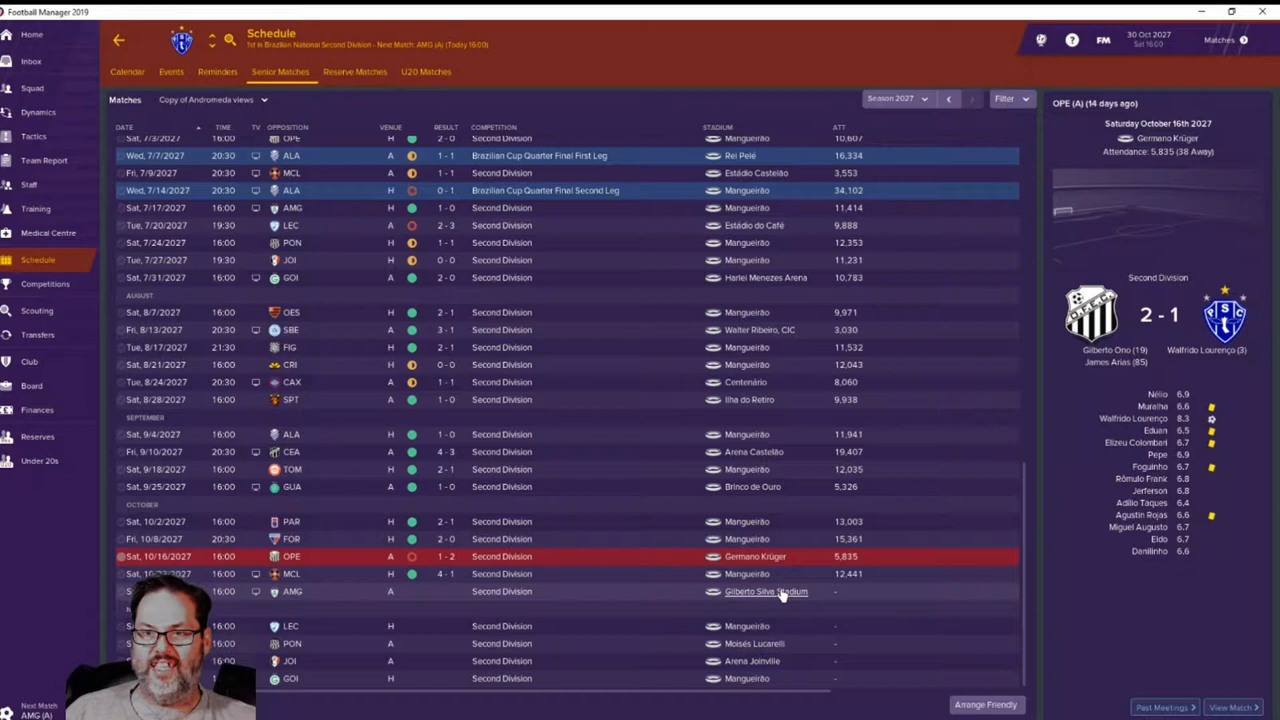 Football Manager 2019
Home
Inbox
Squad
Dynamics
Tactics
Team Report
Staff
Training
Medical Centre
Schedule
Competitions
Scouting
Transfers
Club
Board
Finances
Reserves
Under 20s
Next Match
AMG (A)
Schedule
1st in Brazilian National Second Division - Next Match: AMG (A) (Today 16:00)
FM
30 Oct 2027
Sat 16:00
Matches
Calendar Events Reminders Senior Matches Reserve Matches U20 Matches
Matches Copy of Andromeda views Season 2027 Filter
DATE TIME TV OPPOSITION VENUE RESULT COMPETITION STADIUM ATT
Sat, 7/3/2027 16:00 OPE H 2 - 0 Second Division Mangueirão 10,607
Wed, 7/7/2027 20:30 ALA A 1 - 1 Brazilian Cup Quarter Final First Leg Rei Pelé 16,334
Fri, 7/9/2027 20:30 MCL A 1 - 1 Second Division Estádio Castelão 3,553
Wed, 7/14/2027 20:30 ALA H 0 - 1 Brazilian Cup Quarter Final Second Leg Mangueirão 34,102
Sat, 7/17/2027 16:00 AMG H 1 - 0 Second Division Mangueirão 11,414
Tue, 7/20/2027 19:30 LEC A 2 - 3 Second Division Estádio do Café 9,888
Sat, 7/24/2027 16:00 PON H 1 - 1 Second Division Mangueirão 12,353
Tue, 7/27/2027 19:30 JOI H 0 - 0 Second Division Mangueirão 11,231
Sat, 7/31/2027 16:00 GOI A 2 - 0 Second Division Harlei Menezes Arena 10,783
AUGUST
Sat, 8/7/2027 16:00 OES H 2 - 1 Second Division Mangueirão 9,971
Fri, 8/13/2027 20:30 SBE A 3 - 1 Second Division Walter Ribeiro, CIC 3,030
Tue, 8/17/2027 21:30 FIG H 2 - 1 Second Division Mangueirão 11,532
Sat, 8/21/2027 16:00 CRI H 0 - 0 Second Division Mangueirão 12,043
Tue, 8/24/2027 20:30 CAX A 1 - 1 Second Division Centenário 8,060
Sat, 8/28/2027 16:00 SPT A 1 - 0 Second Division Ilha do Retiro 9,938
SEPTEMBER
Sat, 9/4/2027 16:00 ALA H 1 - 0 Second Division Mangueirão 11,941
Fri, 9/10/2027 20:30 CEA A 4 - 3 Second Division Arena Castelão 19,407
Sat, 9/18/2027 16:00 TOM H 2 - 1 Second Division Mangueirão 12,035
Sat, 9/25/2027 16:00 GUA A 1 - 0 Second Division Brinco de Ouro 5,326
OCTOBER
Sat, 10/2/2027 16:00 PAR H 2 - 1 Second Division Mangueirão 13,003
Fri, 10/8/2027 20:30 FOR H 2 - 0 Second Division Mangueirão 15,361
Sat, 10/16/2027 16:00 OPE A 1 - 2 Second Division Germano Krüger 5,835
16:00 MCL H 4 - 1 Second Division Mangueirão 12,441
16:00 AMG A Second Division Gilberto Silva Stadium -
LEC H Second Division Mangueirão -
PON A Second Division Moisés Lucarelli -
JOI A Second Division Arena Joinville -
GOI H Second Division Mangueirão -
Arrange Friendly
OPE (A) (14 days ago)
Saturday October 16th 2027
Germano Krüger
Attendance: 5,835 (38 Away)
Second Division
2 - 1
Gilberto Ono (19) Walfrido Lourenço (3)
James Arias (85)
Nélio 6.9
Muralha 6.6
Walfrido Lourenço 8.3
Eduan 6.5
Elizeu Colombari 6.7
Pepe 6.9
Foguinho 6.7
Rômulo Frank 6.8
Jerferson 6.8
Adílio Taques 6.4
Agustin Rojas 6.6
Miguel Augusto 6.7
Eldo 6.7
Danilinho 6.6
Past Meetings View Match